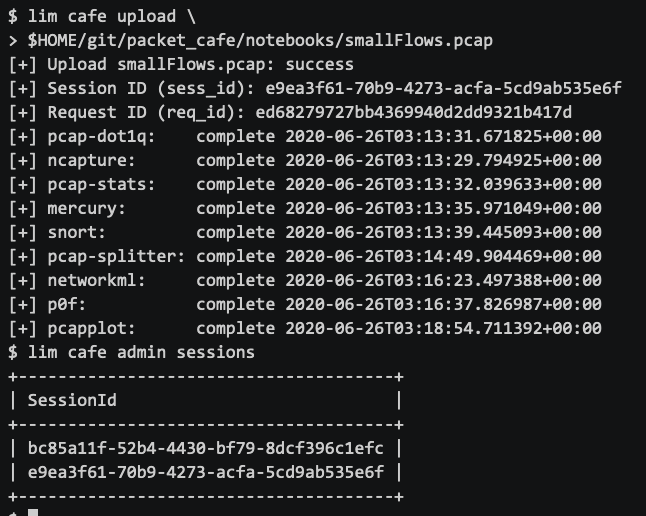 $ lim cafe upload \
> $HOME/git/packet_cafe/notebooks/smallFlows.pcap
[+] Upload smallFlows.pcap: success
[+] Session ID (sess_id): e9ea3f61-70b9-4273-acfa-5cd9ab535e6f
[+] Request ID (req_id): ed68279727bb4369940d2dd9321b417d
[+] pcap-dot1q:    complete 2020-06-26T03:13:31.671825+00:00
[+] ncapture:      complete 2020-06-26T03:13:29.794925+00:00
[+] pcap-stats:    complete 2020-06-26T03:13:32.039633+00:00
[+] mercury:       complete 2020-06-26T03:13:35.971049+00:00
[+] snort:         complete 2020-06-26T03:13:39.445093+00:00
[+] pcap-splitter: complete 2020-06-26T03:14:49.904469+00:00
[+] networkml:     complete 2020-06-26T03:16:23.497388+00:00
[+] p0f:           complete 2020-06-26T03:16:37.826987+00:00
[+] pcapplot:      complete 2020-06-26T03:18:54.711392+00:00
$ lim cafe admin sessions
+--------------------------------------+
| SessionId                            |
+--------------------------------------+
| bc85a11f-52b4-4430-bf79-8dcf396c1efc |
| e9ea3f61-70b9-4273-acfa-5cd9ab535e6f |
+--------------------------------------+
$